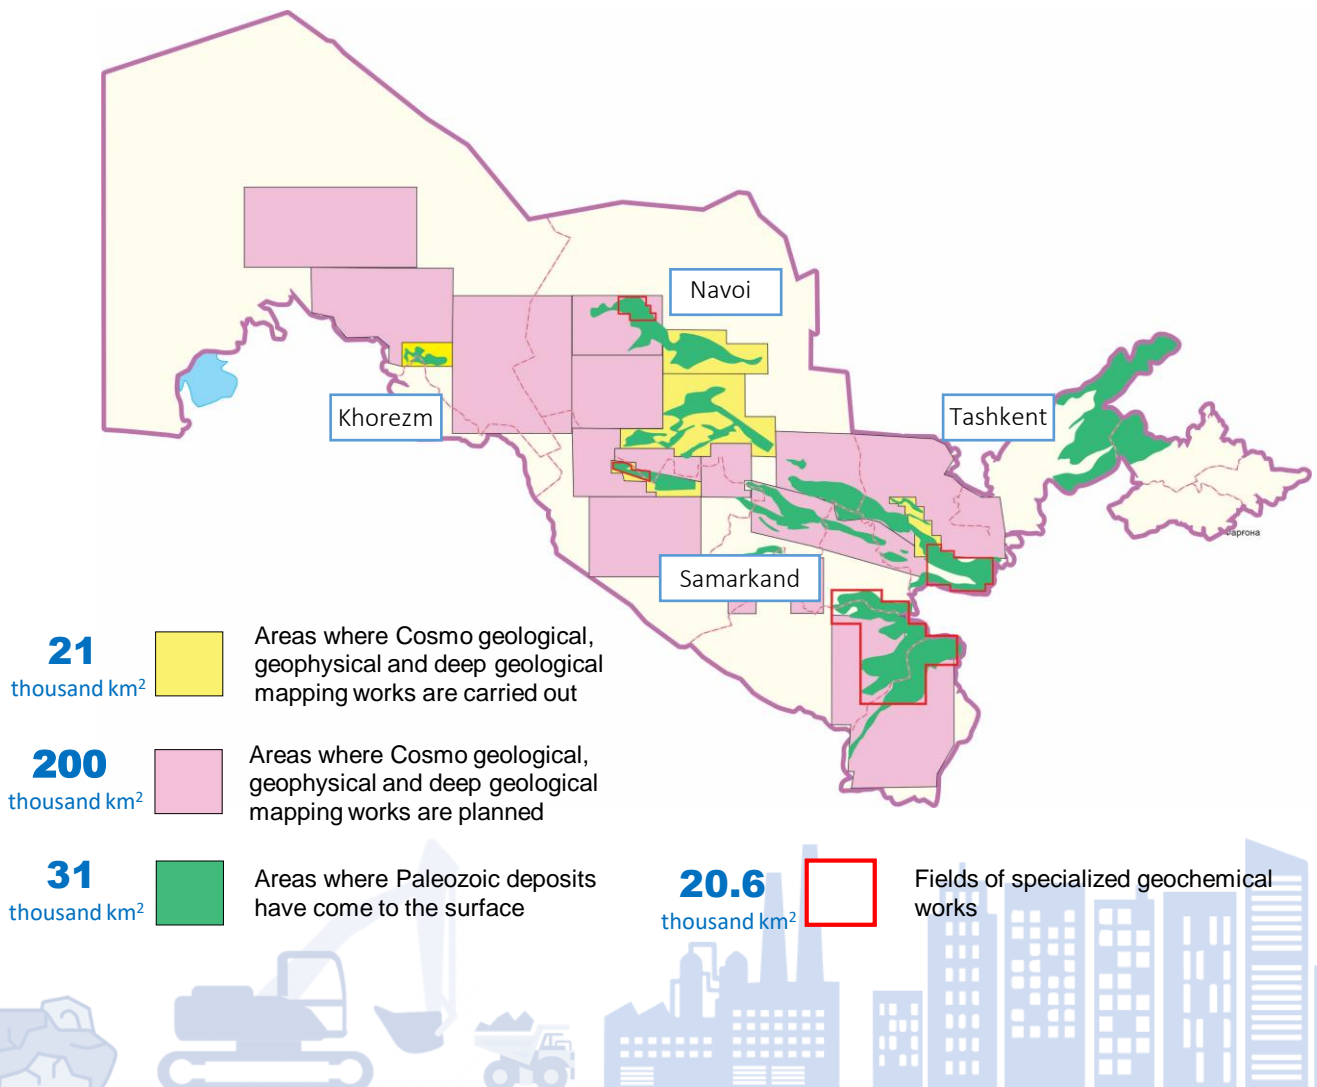 Navoi
Khorezm
Tashkent
Фарғона
Samarkand
21
thousand km²
Areas where Cosmo geological,
geophysical and deep geological
mapping works are carried out
200
thousand km²
Areas where Cosmo geological,
geophysical and deep geological
mapping works are planned
31
thousand km²
Areas where Paleozoic deposits
have come to the surface
20.6
thousand km²
Fields of specialized geochemical
works